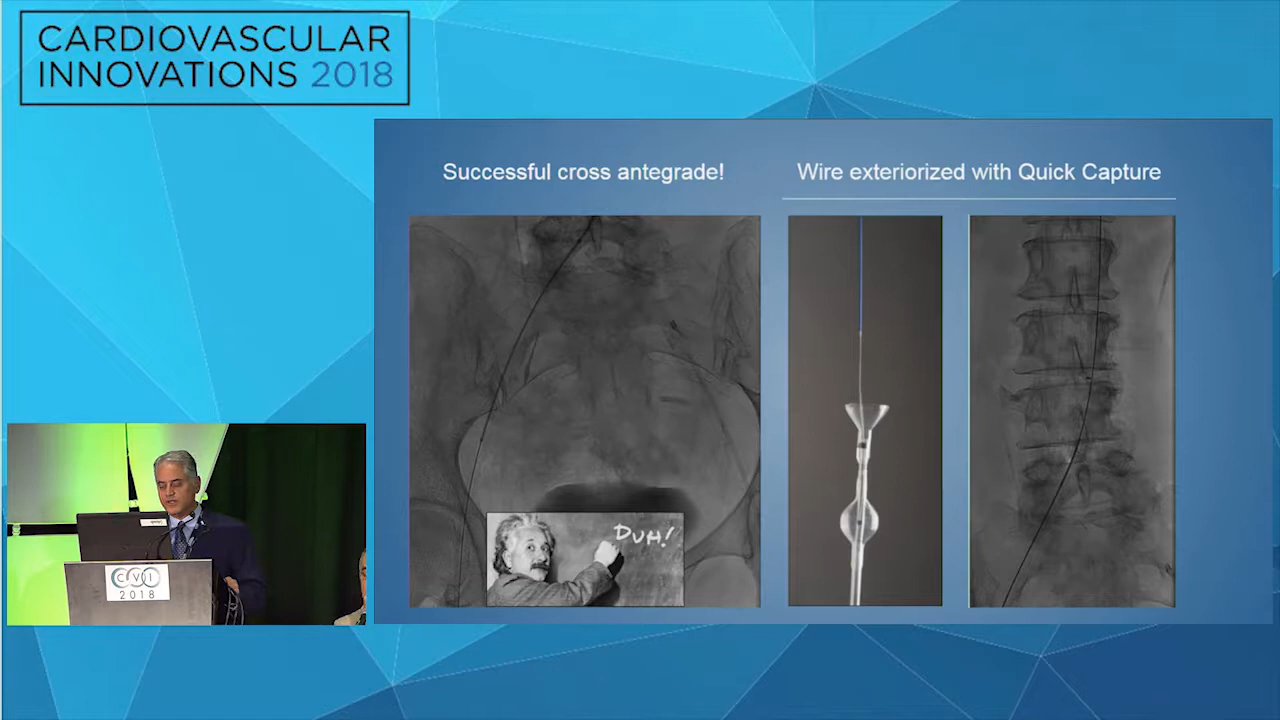 CARDIOVASCULAR
INNOVATIONS 2018
Successful cross antegrade!
Wire exteriorized with Quick Capture
DUH!
CVI
2018